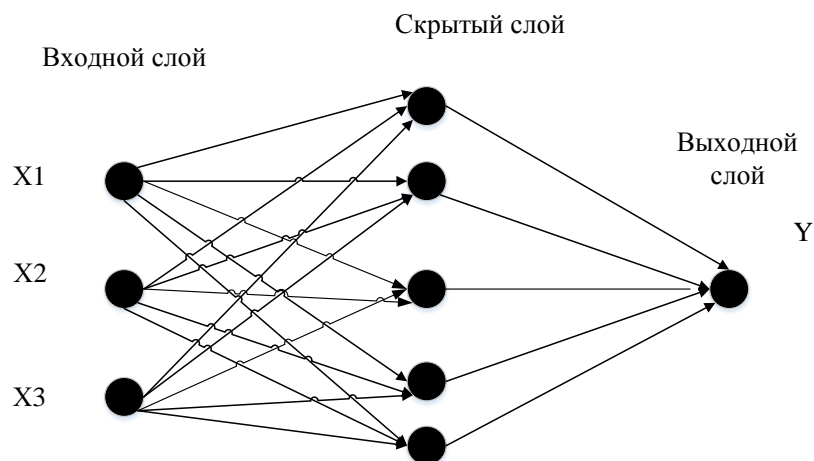 Скрытый слой
Входной слой
Выходной
слой
X1
Y
X2
X3